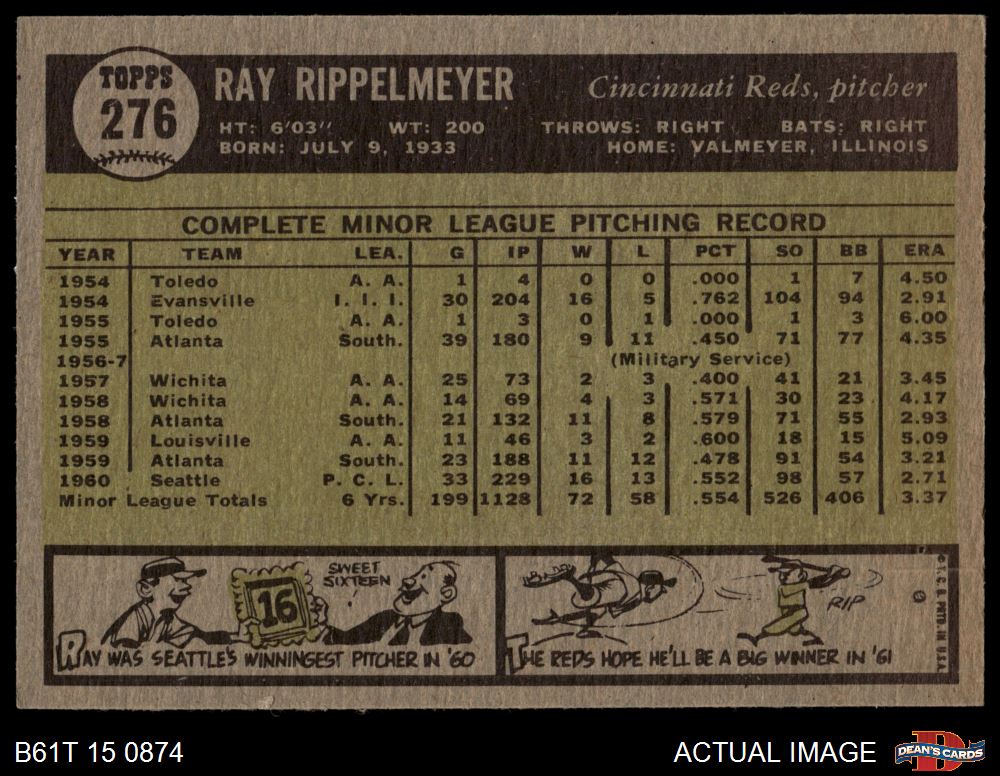 TOPPS
276
RAY RIPPELMEYER
Cincinnati Reds, pitcher
HT: 6'03" WT: 200 THROWS: RIGHT BATS: RIGHT
BORN: JULY 9, 1933 HOME: VALMEYER, ILLINOIS
COMPLETE MINOR LEAGUE PITCHING RECORD
YEAR TEAM LEA. G IP W L PCT SO BB ERA
1954 Toledo A. A. 1 4 0 0 .000 1 7 4.50
1954 Evansville I. I. I. 30 204 16 5 .762 104 94 2.91
1955 Toledo A. A. 1 3 0 1 .000 1 3 6.00
1955 Atlanta South. 39 180 9 11 .450 71 77 4.35
1956-7 (Military Service)
1957 Wichita A. A. 25 73 2 3 .400 41 21 3.45
1958 Wichita A. A. 14 69 4 3 .571 30 23 4.17
1958 Atlanta South. 21 132 11 8 .579 71 55 2.93
1959 Louisville A. A. 11 46 3 2 .600 18 15 5.09
1959 Atlanta South. 23 188 11 12 .478 91 54 3.21
1960 Seattle P. C. L. 33 229 16 13 .552 98 57 2.71
Minor League Totals 6 Yrs. 199 1128 72 58 .554 526 406 3.37
SWEET
SIXTEEN
16
RAY WAS SEATTLE'S WINNINGEST PITCHER IN '60
RIP
THE REDS HOPE HE'LL BE A BIG WINNER IN '61
© T. C. G. PRTD. IN U.S.A.
B61T 15 0874
ACTUAL IMAGE
DEAN'S CARDS